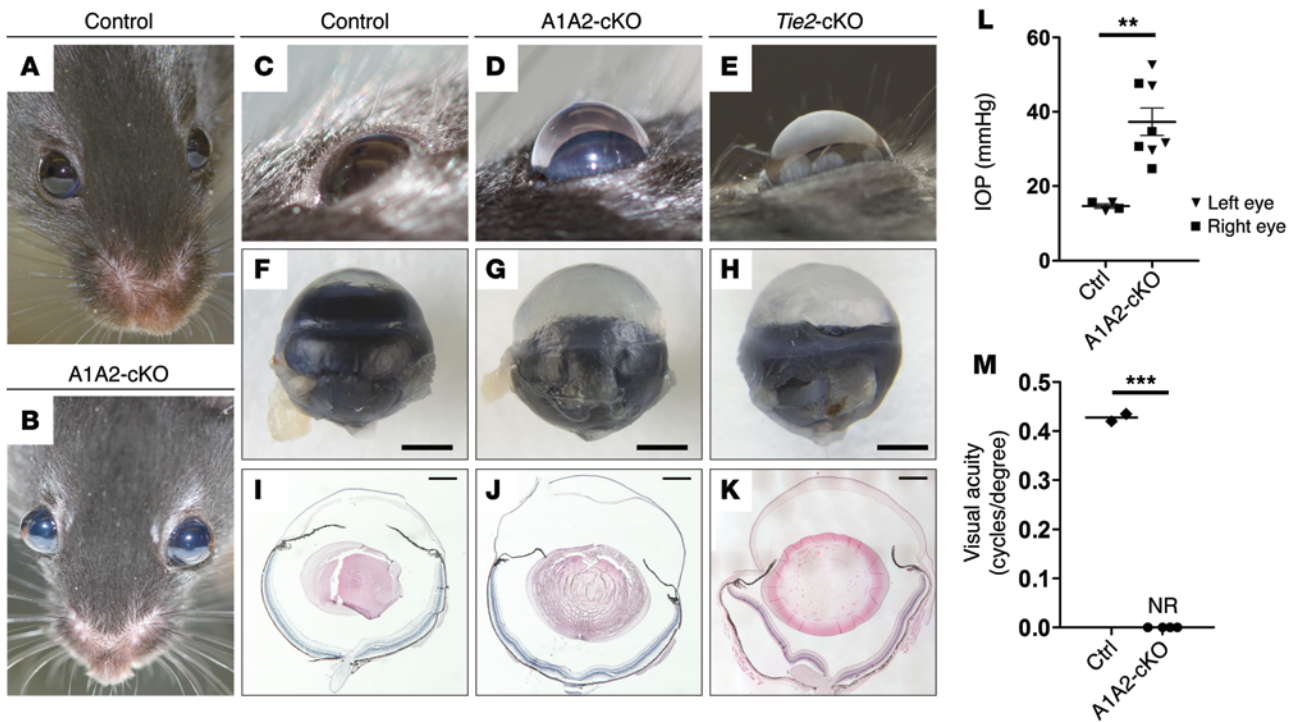 Control
A
A1A2-cKO
B
Control
A1A2-cKO
Tie2-cKO
C
D
E
F
G
H
I
J
K
L
**
60
40
20
0
IOP (mmHg)
Ctrl
A1A2-cKO
Left eye
Right eye
M
***
0.5
0.4
0.3
0.2
0.1
0.0
Visual acuity
(cycles/degree)
NR
Ctrl
A1A2-cKO